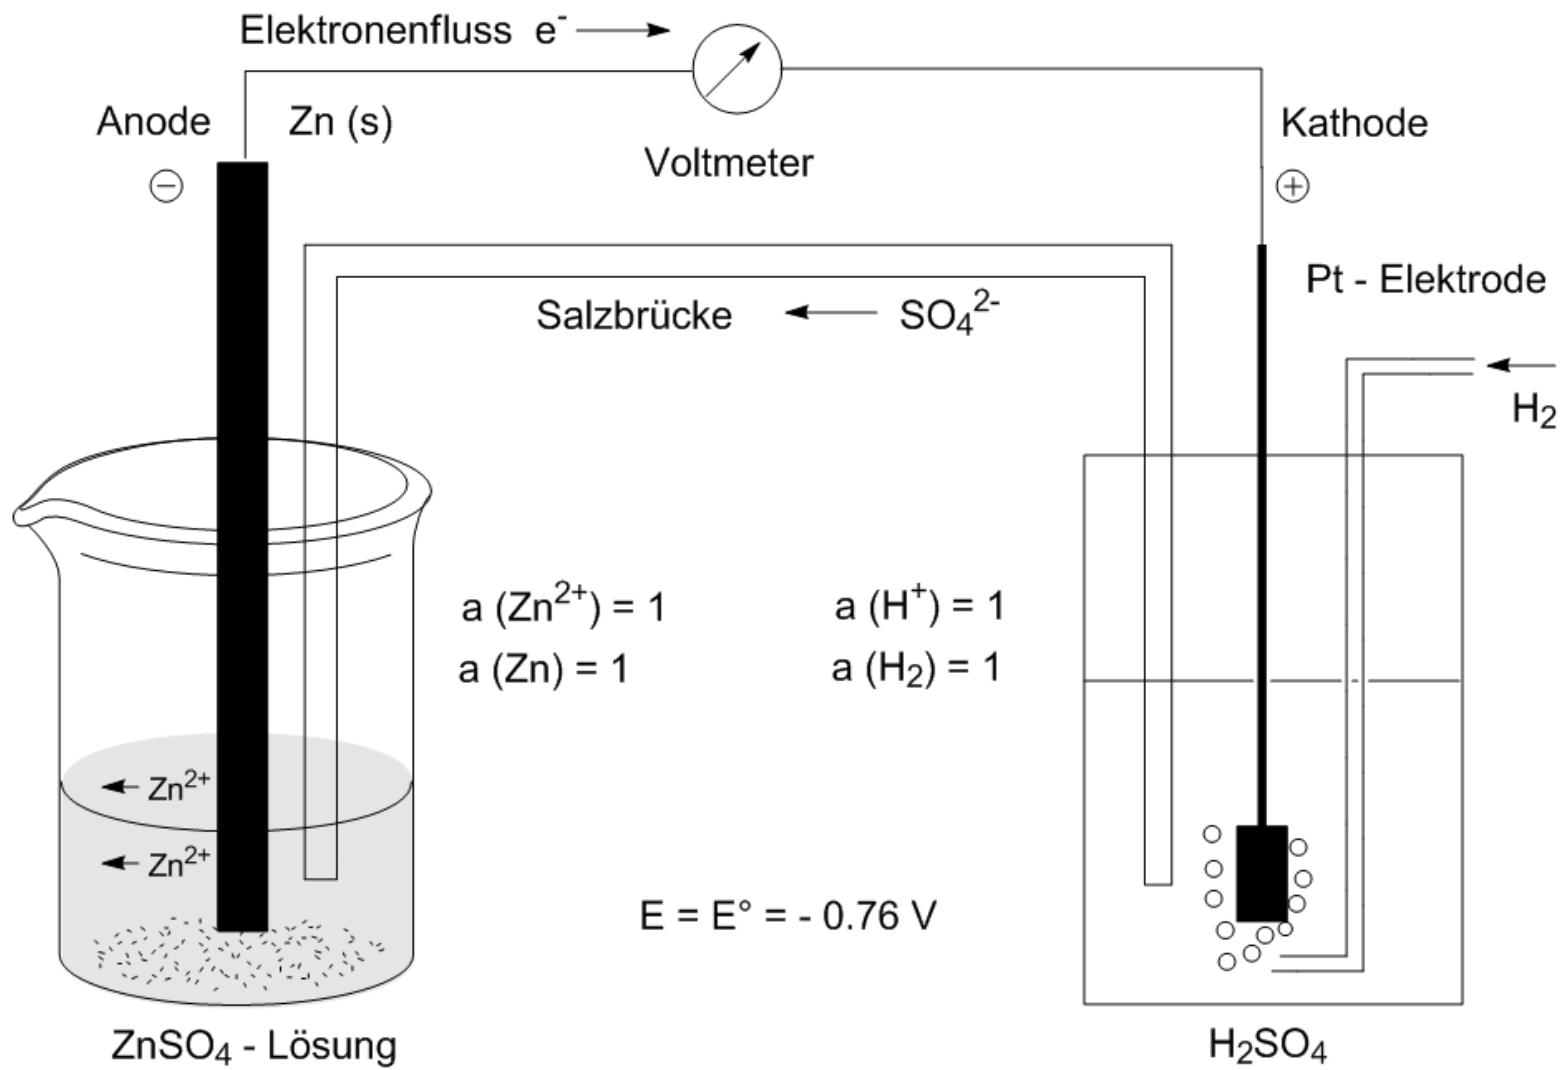 Elektronenfluss e⁻
Anode
Zn (s)
Voltmeter
Kathode
⊖
⊕
Pt - Elektrode
Salzbrücke
SO₄²⁻
H₂
a (Zn²⁺) = 1
a (H⁺) = 1
a (Zn) = 1
a (H₂) = 1
Zn²⁺
Zn²⁺
E = E° = - 0.76 V
ZnSO₄ - Lösung
H₂SO₄